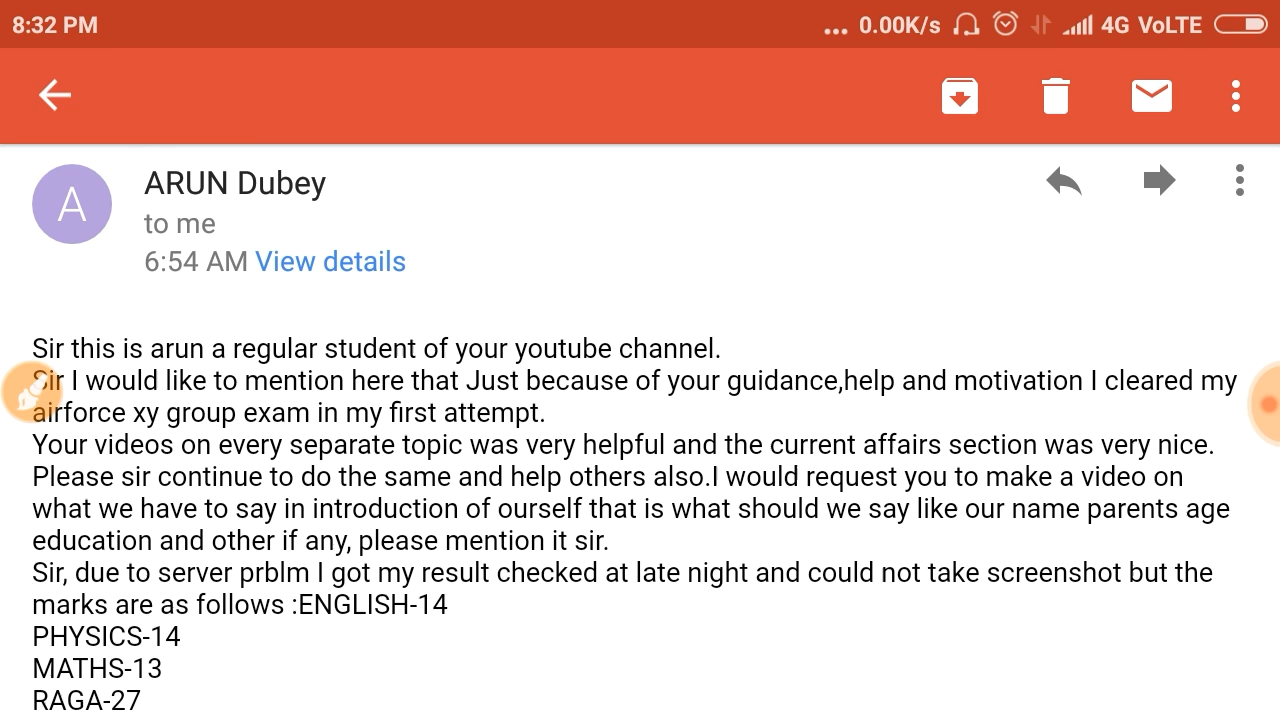 8:32 PM
... 0.00K/s 4G VoLTE
A
ARUN Dubey
to me
6:54 AM View details
Sir this is arun a regular student of your youtube channel.
Sir I would like to mention here that Just because of your guidance,help and motivation I cleared my
airforce xy group exam in my first attempt.
Your videos on every separate topic was very helpful and the current affairs section was very nice.
Please sir continue to do the same and help others also.I would request you to make a video on
what we have to say in introduction of ourself that is what should we say like our name parents age
education and other if any, please mention it sir.
Sir, due to server prblm I got my result checked at late night and could not take screenshot but the
marks are as follows :ENGLISH-14
PHYSICS-14
MATHS-13
RAGA-27